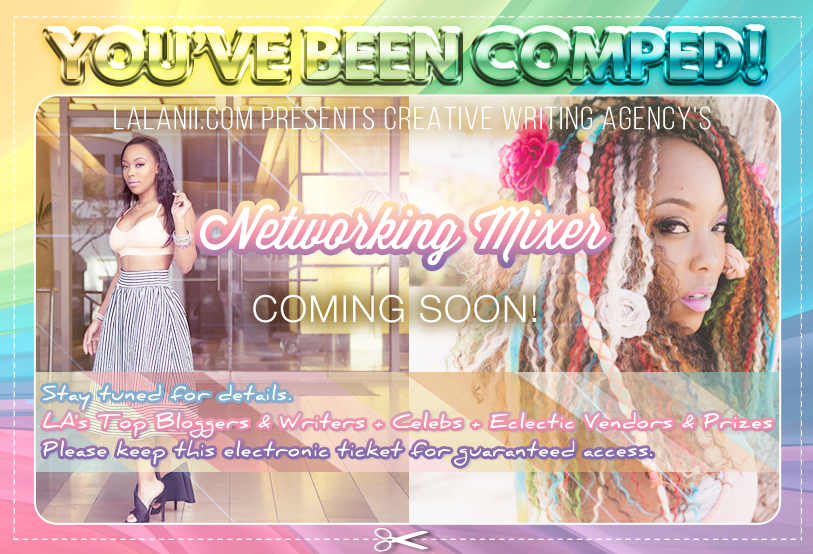 YOU'VE BEEN COMPED!
LALANII.COM PRESENTS CREATIVE WRITING AGENCY'S
Networking Mixer
COMING SOON!
Stay tuned for details.
LA's Top Bloggers & Writers + Celebs + Eclectic Vendors & Prizes
Please keep this electronic ticket for guaranteed access.